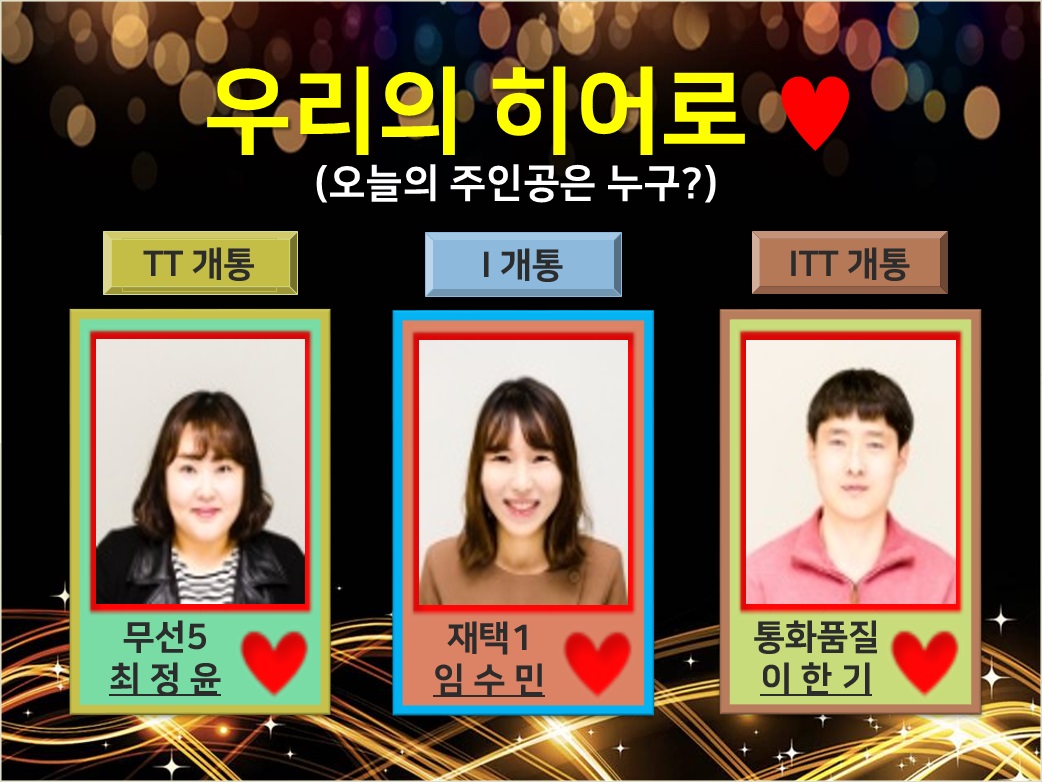 우리의 히어로 ♥
(오늘의 주인공은 누구?)
TT 개통
I 개통
ITT 개통
무선5
최 정 윤
재택1
임 수 민
통화품질
이 한 기